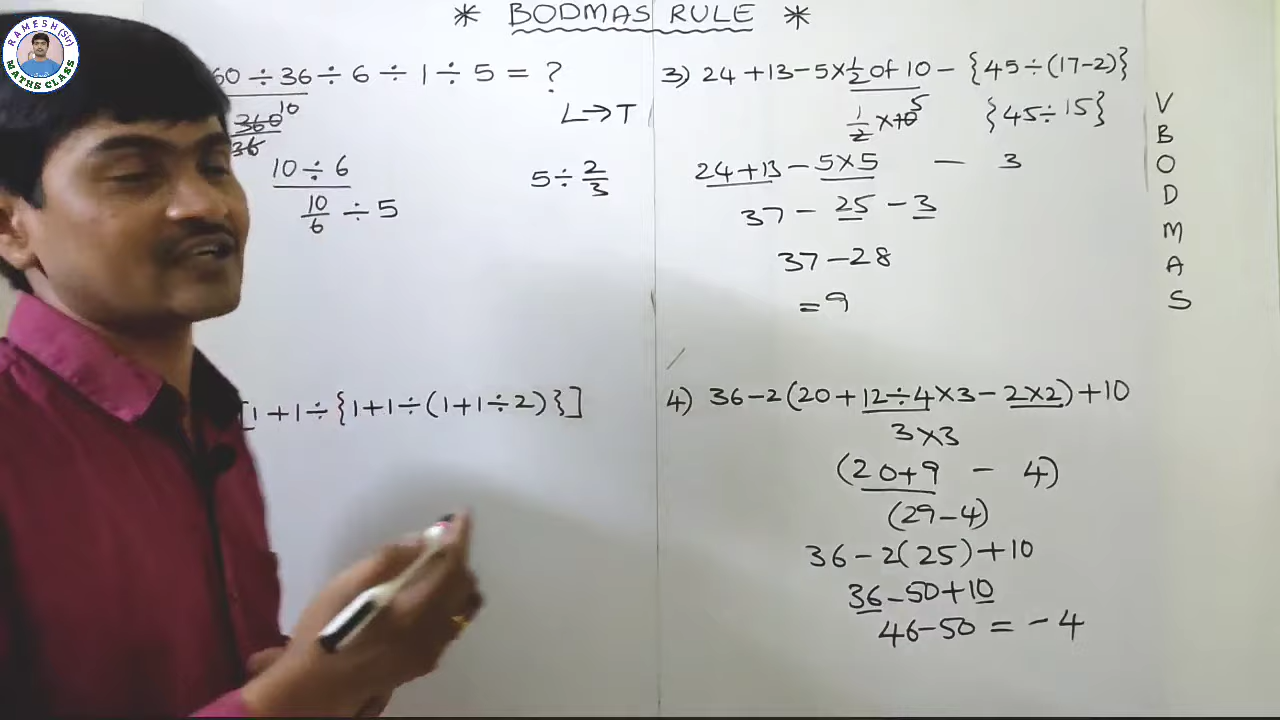 RAMESH (Sir)
MATHS CLASS
* BODMAS RULE *
60 ÷ 36 ÷ 6 ÷ 1 ÷ 5 = ?
360 10
36
L → T
10 ÷ 6
5 ÷ 2/3
10/6 ÷ 5
[1 + 1 ÷ {1 + 1 ÷ (1 + 1 ÷ 2)}]
3) 24 + 13 - 5 × 1/2 of 10 - {45 ÷ (17 - 2)}
1/2 × 10 5 {45 ÷ 15}
24 + 13 - 5 × 5 - 3
37 - 25 - 3
37 - 28
= 9
4) 36 - 2(20 + 12 ÷ 4 × 3 - 2 × 2) + 10
3 × 3
(20 + 9 - 4)
(29 - 4)
36 - 2(25) + 10
36 - 50 + 10
46 - 50 = - 4
V
B
O
D
M
A
S